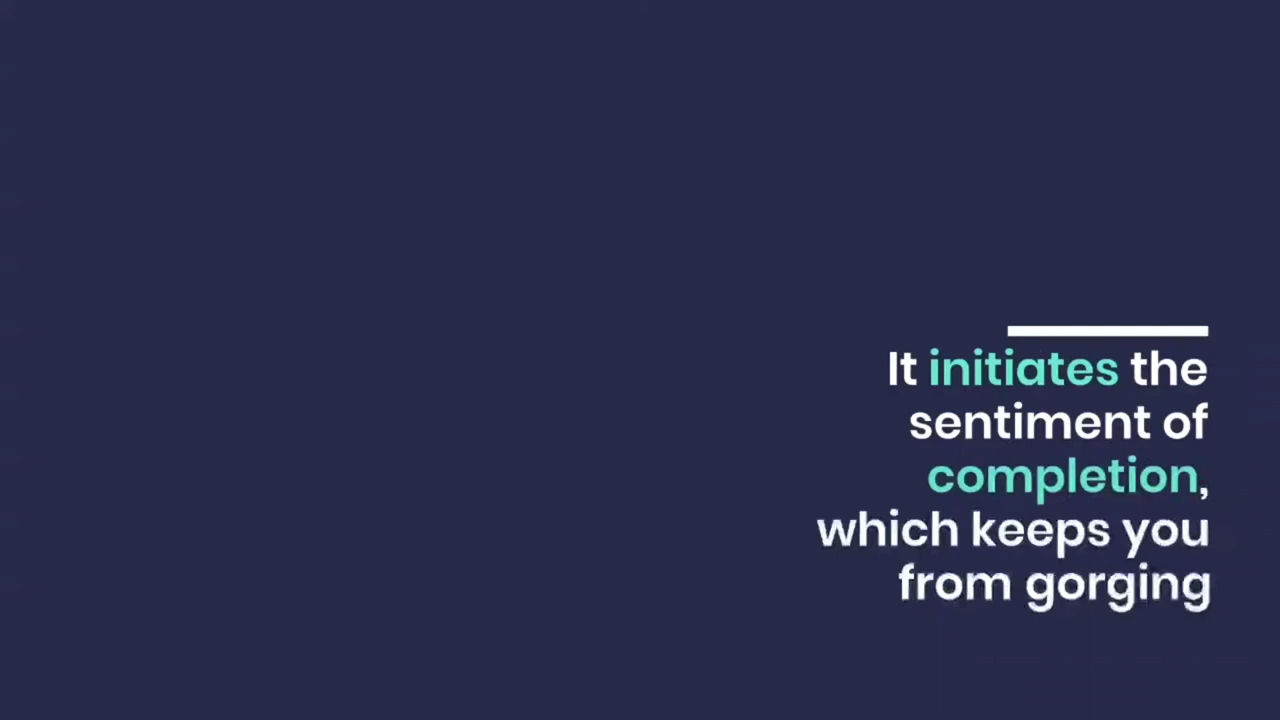 It initiates the
sentiment of
completion,
which keeps you
from gorging